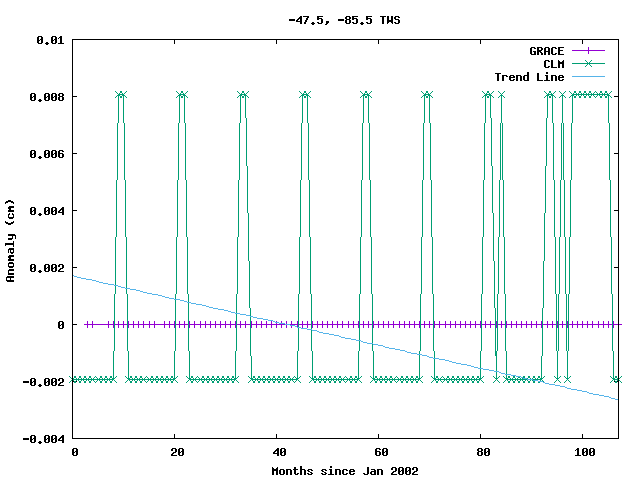 -47.5, -85.5 TWS
0.01
0.008
0.006
0.004
0.002
0
-0.002
-0.004
Anomaly (cm)
GRACE
CLM
Trend Line
0 20 40 60 80 100
Months since Jan 2002